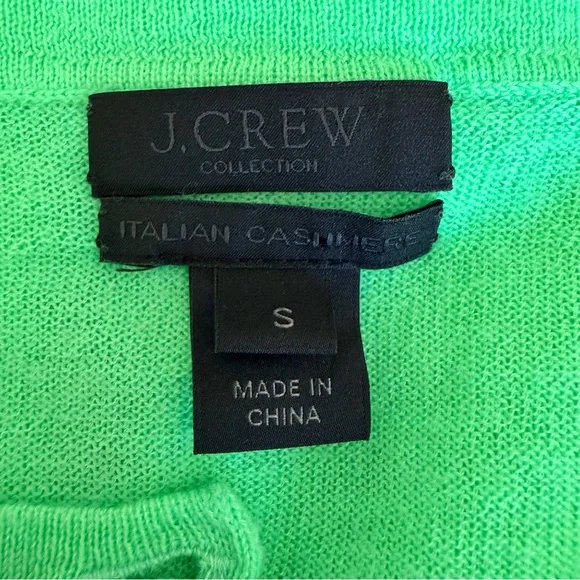 J.CREW
COLLECTION
ITALIAN CASHMERE
S
MADE IN
CHINA